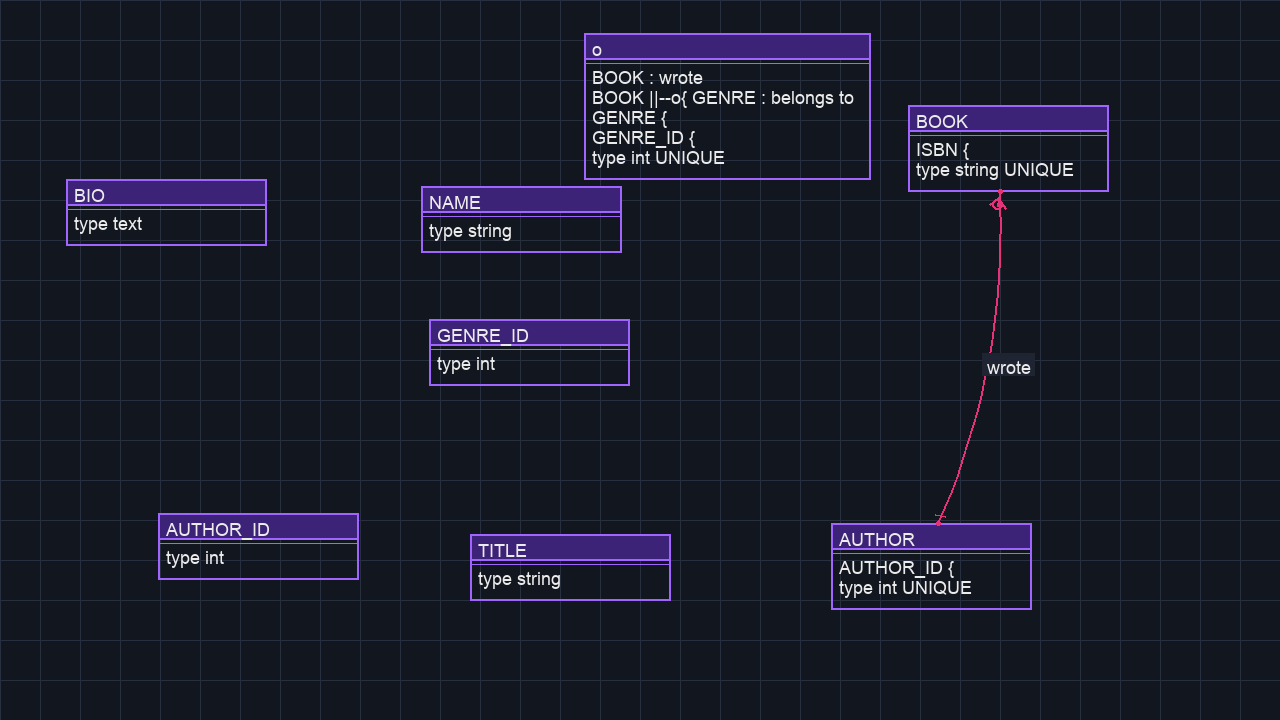 o
BOOK : wrote
BOOK ||--o{ GENRE : belongs to
GENRE {
GENRE_ID {
type int UNIQUE
BOOK
ISBN {
type string UNIQUE
BIO
type text
NAME
type string
GENRE_ID
type int
wrote
AUTHOR_ID
type int
TITLE
type string
AUTHOR
AUTHOR_ID {
type int UNIQUE